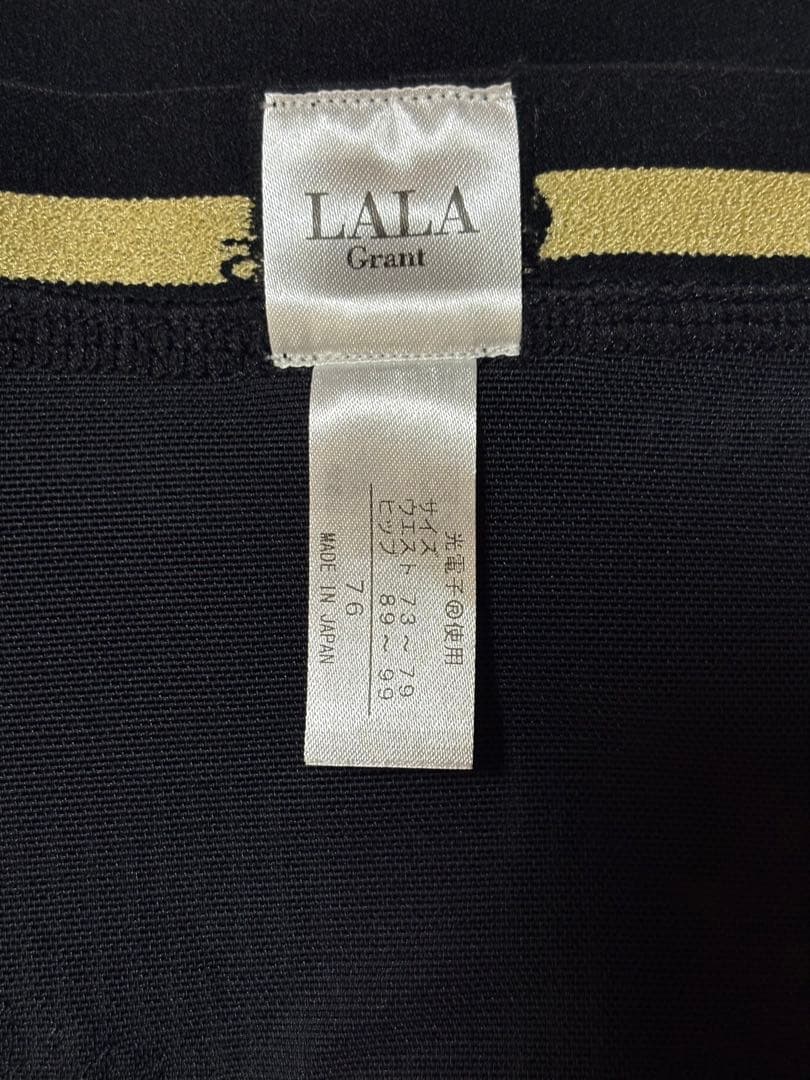 LALA
Grant
光電子®使用
サイズ
ウエスト 73〜79
ヒップ 89〜99
76
MADE IN JAPAN